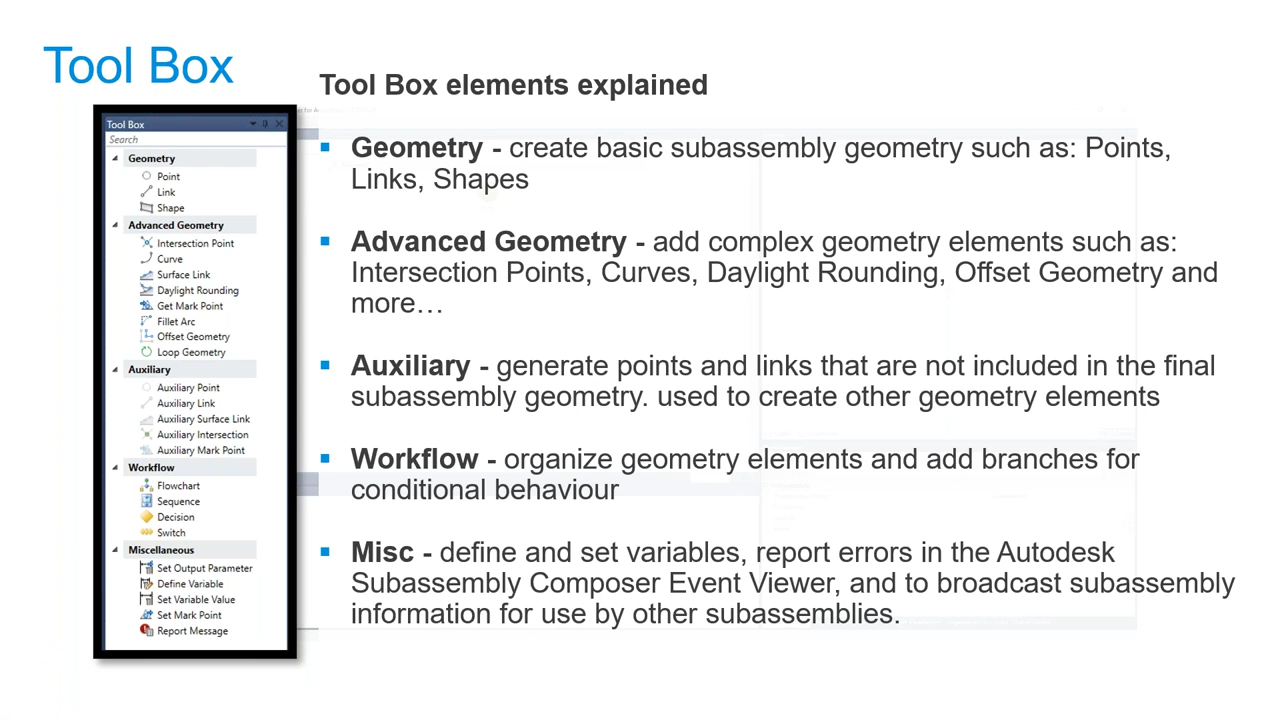 Tool Box
Tool Box
Search
Geometry
Point
Link
Shape
Advanced Geometry
Intersection Point
Curve
Surface Link
Daylight Rounding
Get Mark Point
Fillet Arc
Offset Geometry
Loop Geometry
Auxiliary
Auxiliary Point
Auxiliary Link
Auxiliary Surface Link
Auxiliary Intersection
Auxiliary Mark Point
Workflow
Flowchart
Sequence
Decision
Switch
Miscellaneous
Set Output Parameter
Define Variable
Set Variable Value
Set Mark Point
Report Message
Tool Box elements explained
Geometry - create basic subassembly geometry such as: Points,
Links, Shapes
Advanced Geometry - add complex geometry elements such as:
Intersection Points, Curves, Daylight Rounding, Offset Geometry and
more…
Auxiliary - generate points and links that are not included in the final
subassembly geometry. used to create other geometry elements
Workflow - organize geometry elements and add branches for
conditional behaviour
Misc - define and set variables, report errors in the Autodesk
Subassembly Composer Event Viewer, and to broadcast subassembly
information for use by other subassemblies.